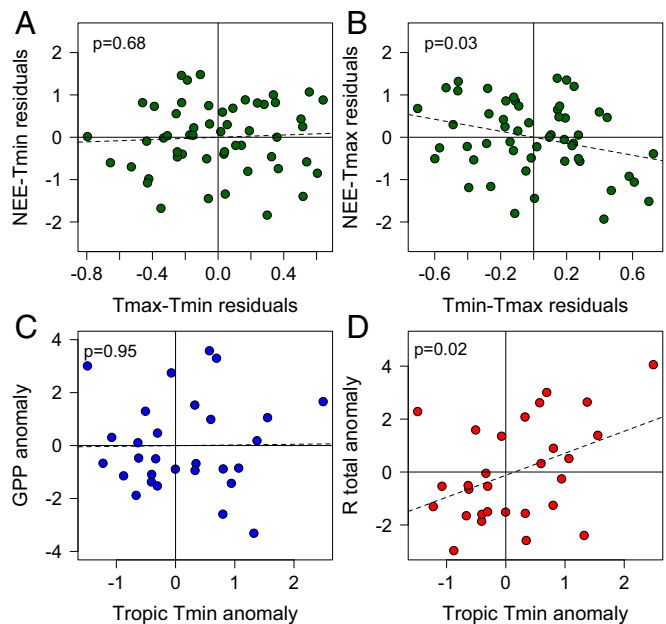 A
p=0.68
2
1
0
-1
-2
NEE-Tmin residuals
-0.8
-0.4
0.0
0.4
Tmax-Tmin residuals
B
p=0.03
2
1
0
-1
-2
NEE-Tmax residuals
-0.6
-0.2
0.2
0.6
Tmin-Tmax residuals
C
p=0.95
4
2
0
-2
-4
GPP anomaly
-1
0
1
2
Tropic Tmin anomaly
D
p=0.02
4
2
0
-2
R total anomaly
-1
0
1
2
Tropic Tmin anomaly